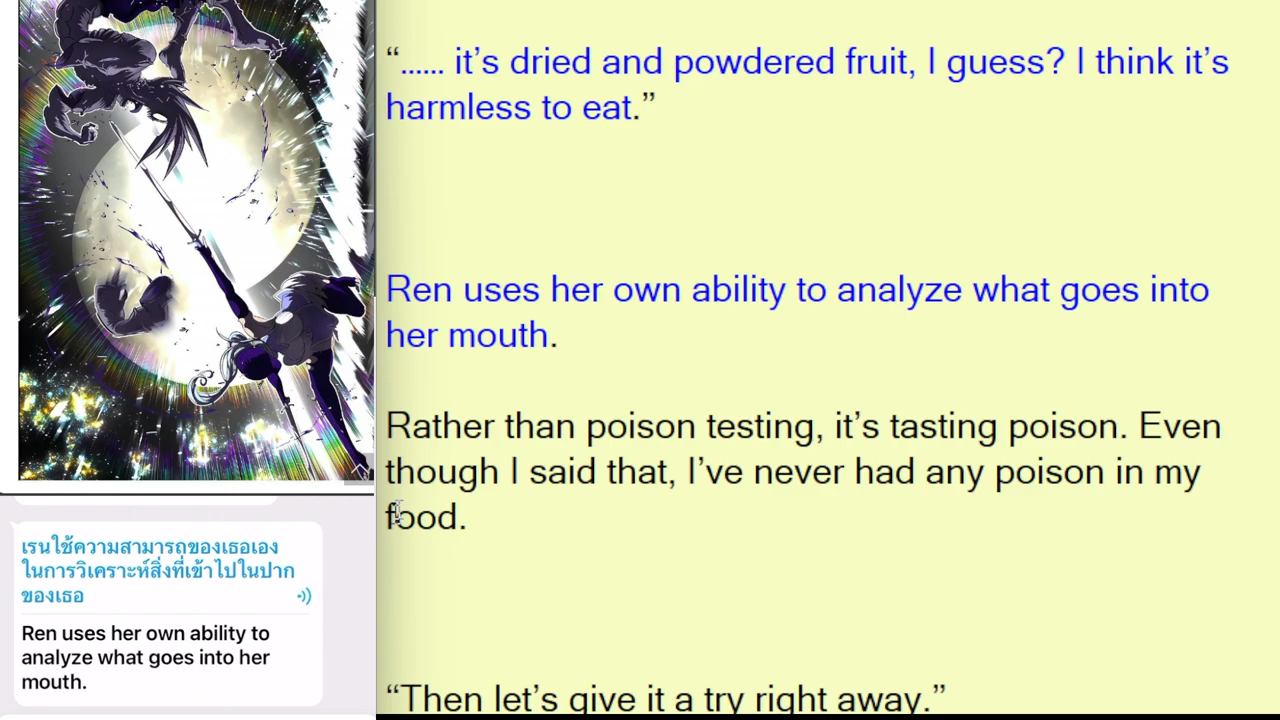 “...... it’s dried and powdered fruit, I guess? I think it’s
harmless to eat.”
Ren uses her own ability to analyze what goes into
her mouth.
Rather than poison testing, it’s tasting poison. Even
though I said that, I’ve never had any poison in my
food.
“Then let’s give it a try right away.”
เรนใช้ความสามารถของเธอเอง
ในการวิเคราะห์สิ่งที่เข้าไปในปาก
ของเธอ
Ren uses her own ability to
analyze what goes into her
mouth.